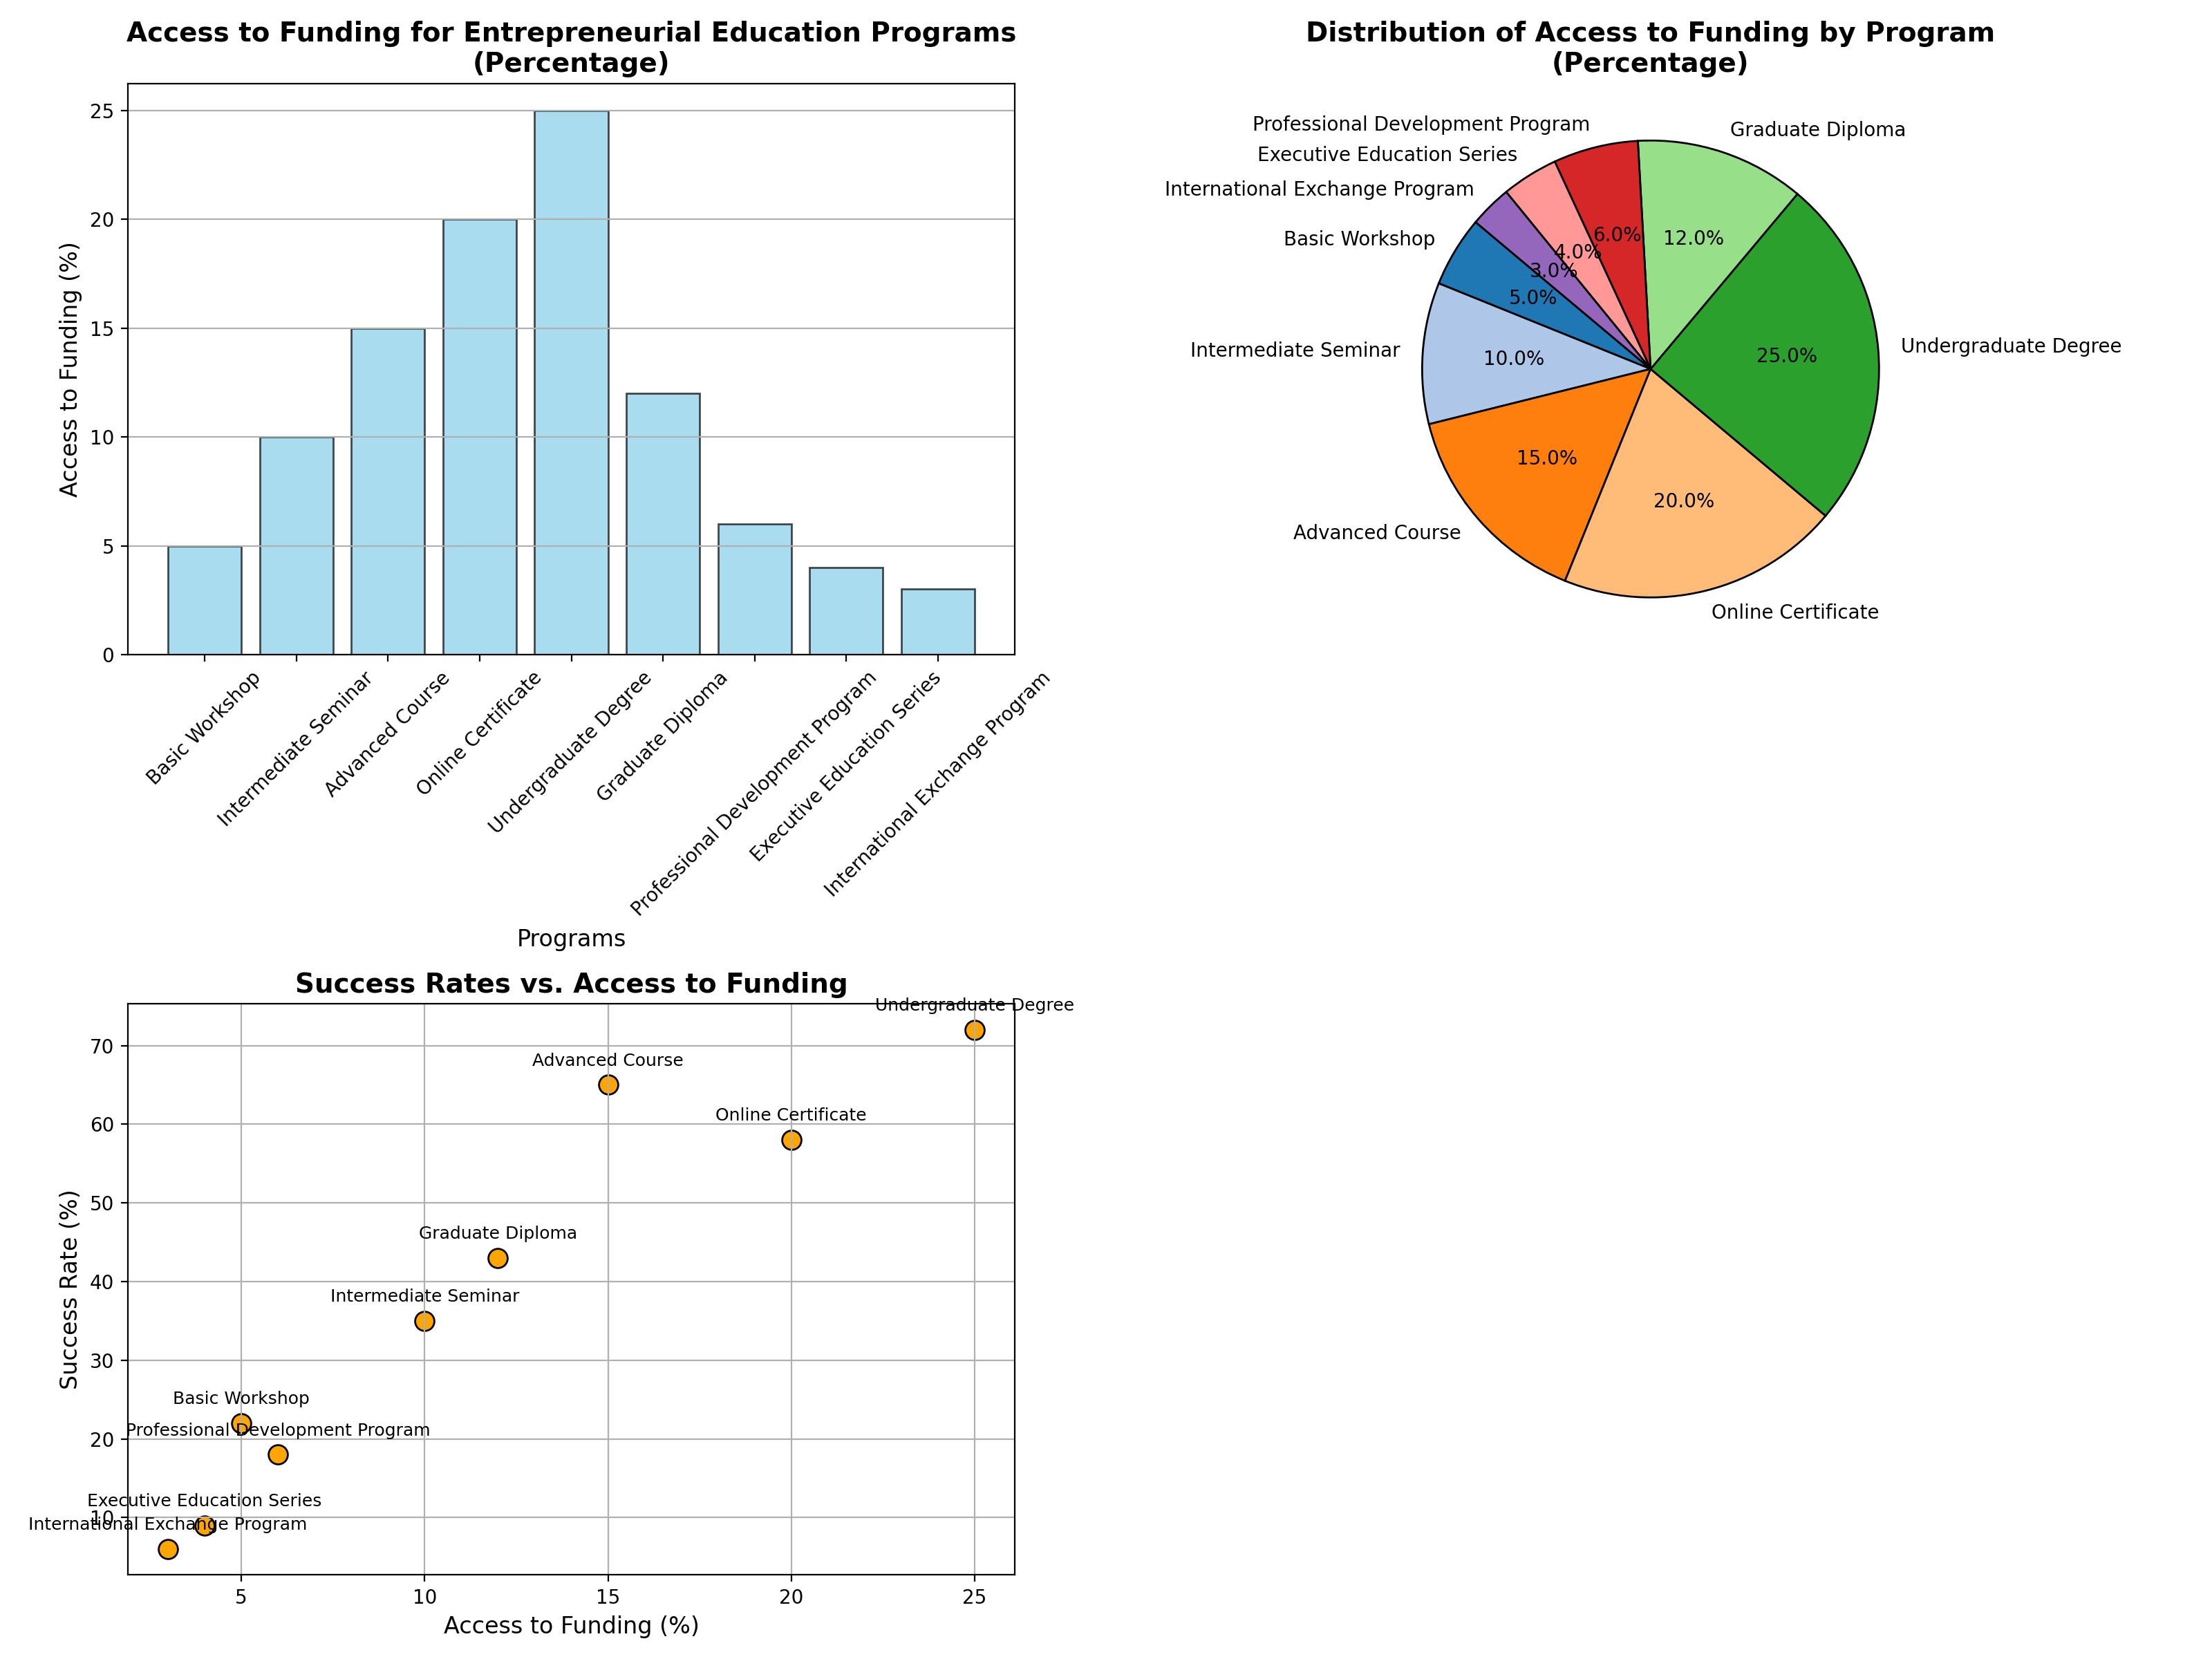 Access to Funding for Entrepreneurial Education Programs
(Percentage)
Access to Funding (%)
25
20
15
10
5
0
Basic Workshop
Intermediate Seminar
Advanced Course
Online Certificate
Undergraduate Degree
Graduate Diploma
Professional Development Program
Executive Education Series
International Exchange Program
Programs
Distribution of Access to Funding by Program
(Percentage)
Professional Development Program
Graduate Diploma
Executive Education Series
International Exchange Program
Basic Workshop
Intermediate Seminar
Undergraduate Degree
Advanced Course
Online Certificate
6.0%
12.0%
4.0%
3.0%
5.0%
10.0%
25.0%
15.0%
20.0%
Success Rates vs. Access to Funding
Success Rate (%)
70
60
50
40
30
20
10
Undergraduate Degree
Advanced Course
Online Certificate
Graduate Diploma
Intermediate Seminar
Basic Workshop
Professional Development Program
Executive Education Series
International Exchange Program
5
10
15
20
25
Access to Funding (%)